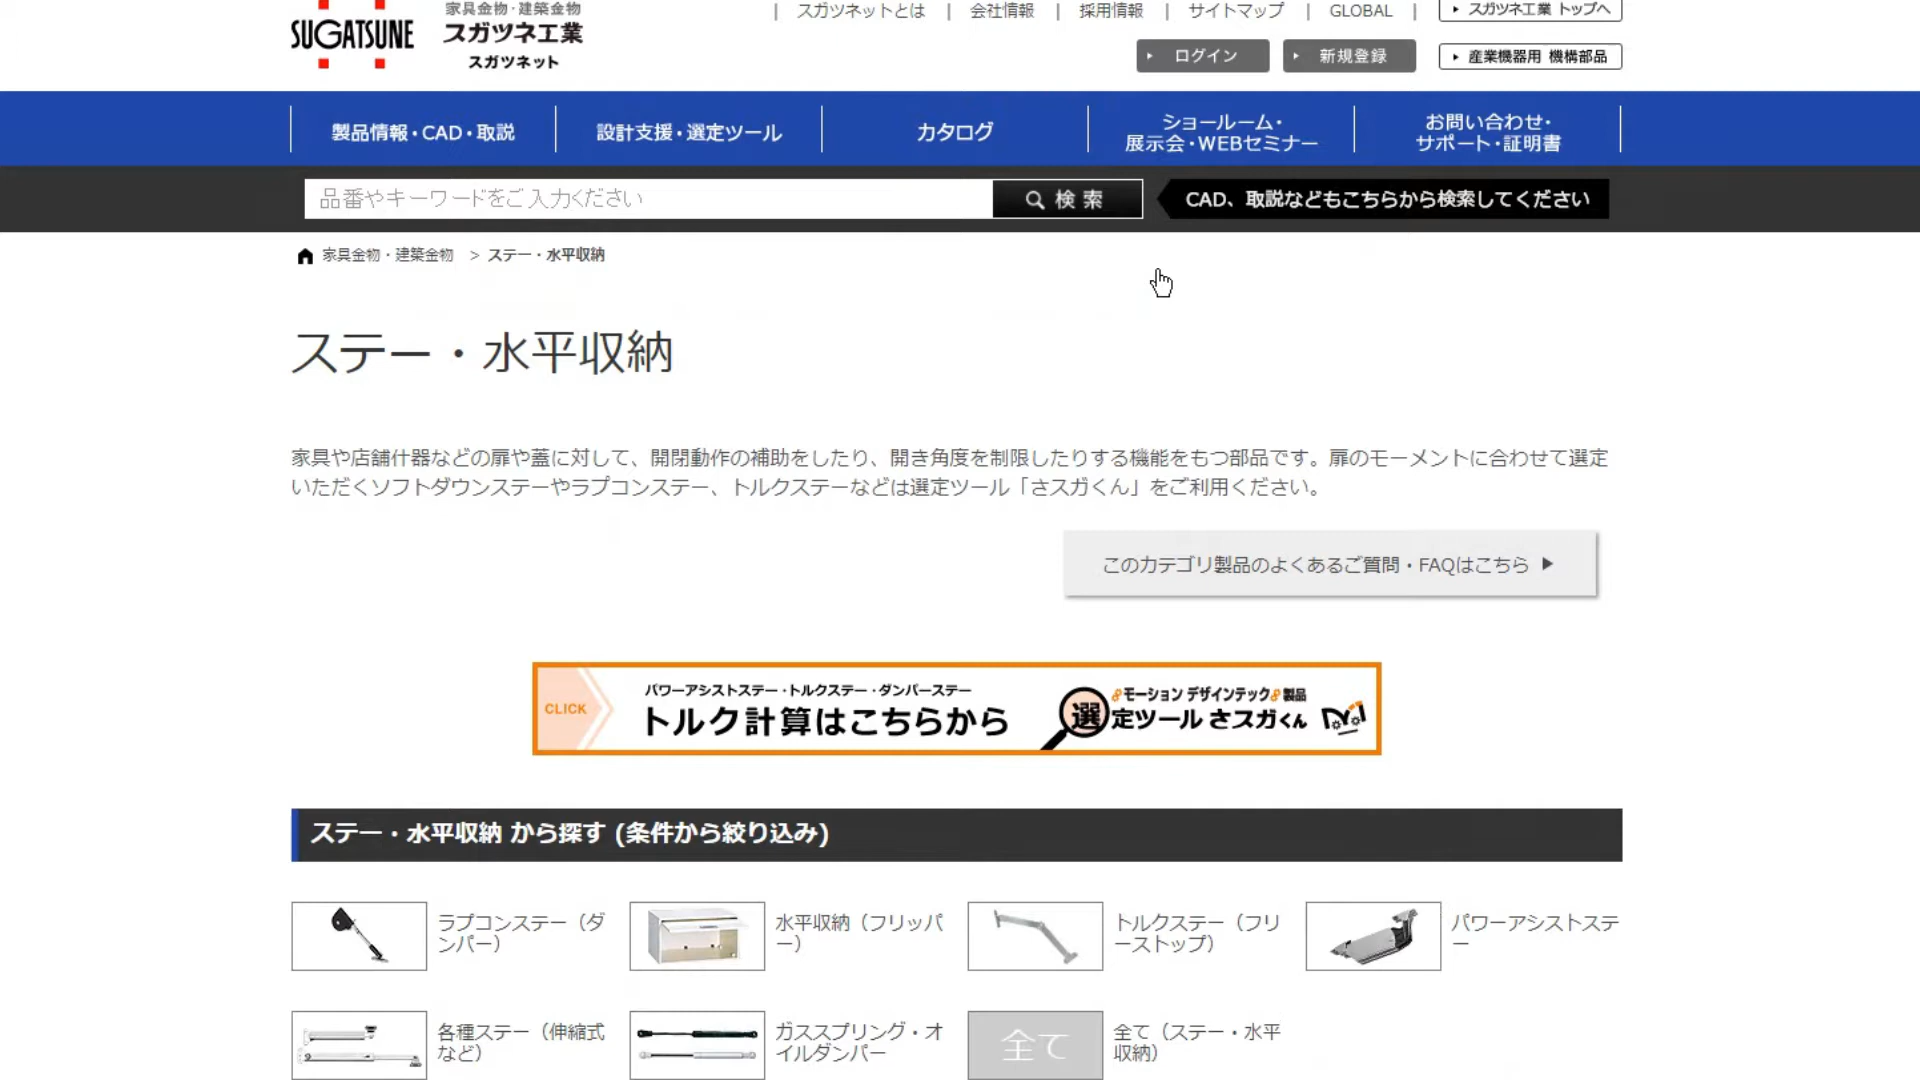 SUGATSUNE
家具金物・建築金物
スガツネ工業
スガツネット
| スガツネットとは | 会社情報 | 採用情報 | サイトマップ | GLOBAL |
スガツネ工業 トップへ
ログイン
新規登録
産業機器用 機構部品
製品情報・CAD・取説
設計支援・選定ツール
カタログ
ショールーム・
展示会・WEBセミナー
お問い合わせ・
サポート・証明書
品番やキーワードをご入力ください
検索
CAD、取説などもこちらから検索してください
家具金物・建築金物 > ステー・水平収納
ステー・水平収納
家具や店舗什器などの扉や蓋に対して、開閉動作の補助をしたり、開き角度を制限したりする機能をもつ部品です。扉のモーメントに合わせて選定
いただくソフトダウンステーやラプコンステー、トルクステーなどは選定ツール「さスガくん」をご利用ください。
このカテゴリ製品のよくあるご質問・FAQはこちら
CLICK
パワーアシストステー・トルクステー・ダンパーステー
トルク計算はこちらから
モーション デザインテック 製品
選定ツール さスガくん
ステー・水平収納 から探す (条件から絞り込み)
ラプコンステー（ダ
ンパー）
水平収納（フリッパ
ー）
トルクステー（フリ
ーストップ）
パワーアシストステ
ー
各種ステー（伸縮式
など）
ガススプリング・オ
イルダンパー
全て
全て（ステー・水平
収納）